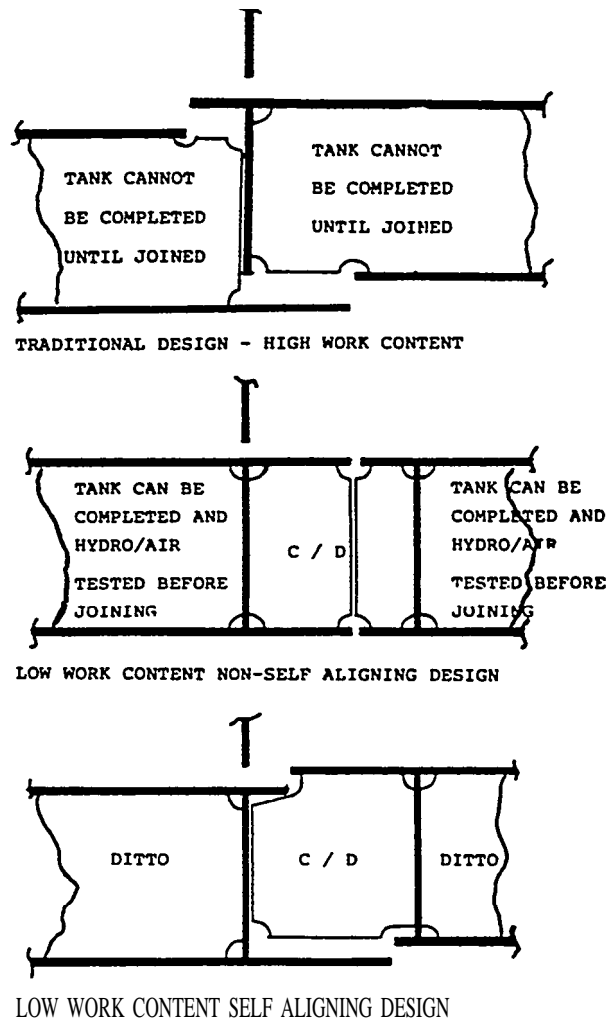 TANK CANNOT
BE COMPLETED
UNTIL JOINED
TANK CANNOT
BE COMPLETED
UNTIL JOINED
TRADITIONAL DESIGN - HIGH WORK CONTENT
TANK CAN BE
COMPLETED AND
HYDRO/AIR
TESTED BEFORE
JOINING
C / D
TANK CAN BE
COMPLETED AND
HYDRO/AIR
TESTED BEFORE
JOINING
LOW WORK CONTENT NON-SELF ALIGNING DESIGN
DITTO
C / D
DITTO
LOW WORK CONTENT SELF ALIGNING DESIGN